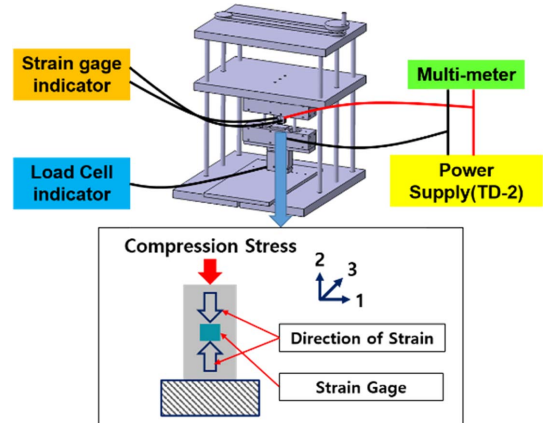 Strain gage
indicator
Multi-meter
Load Cell
indicator
Power
Supply(TD-2)
Compression Stress
2
3
1
Direction of Strain
Strain Gage